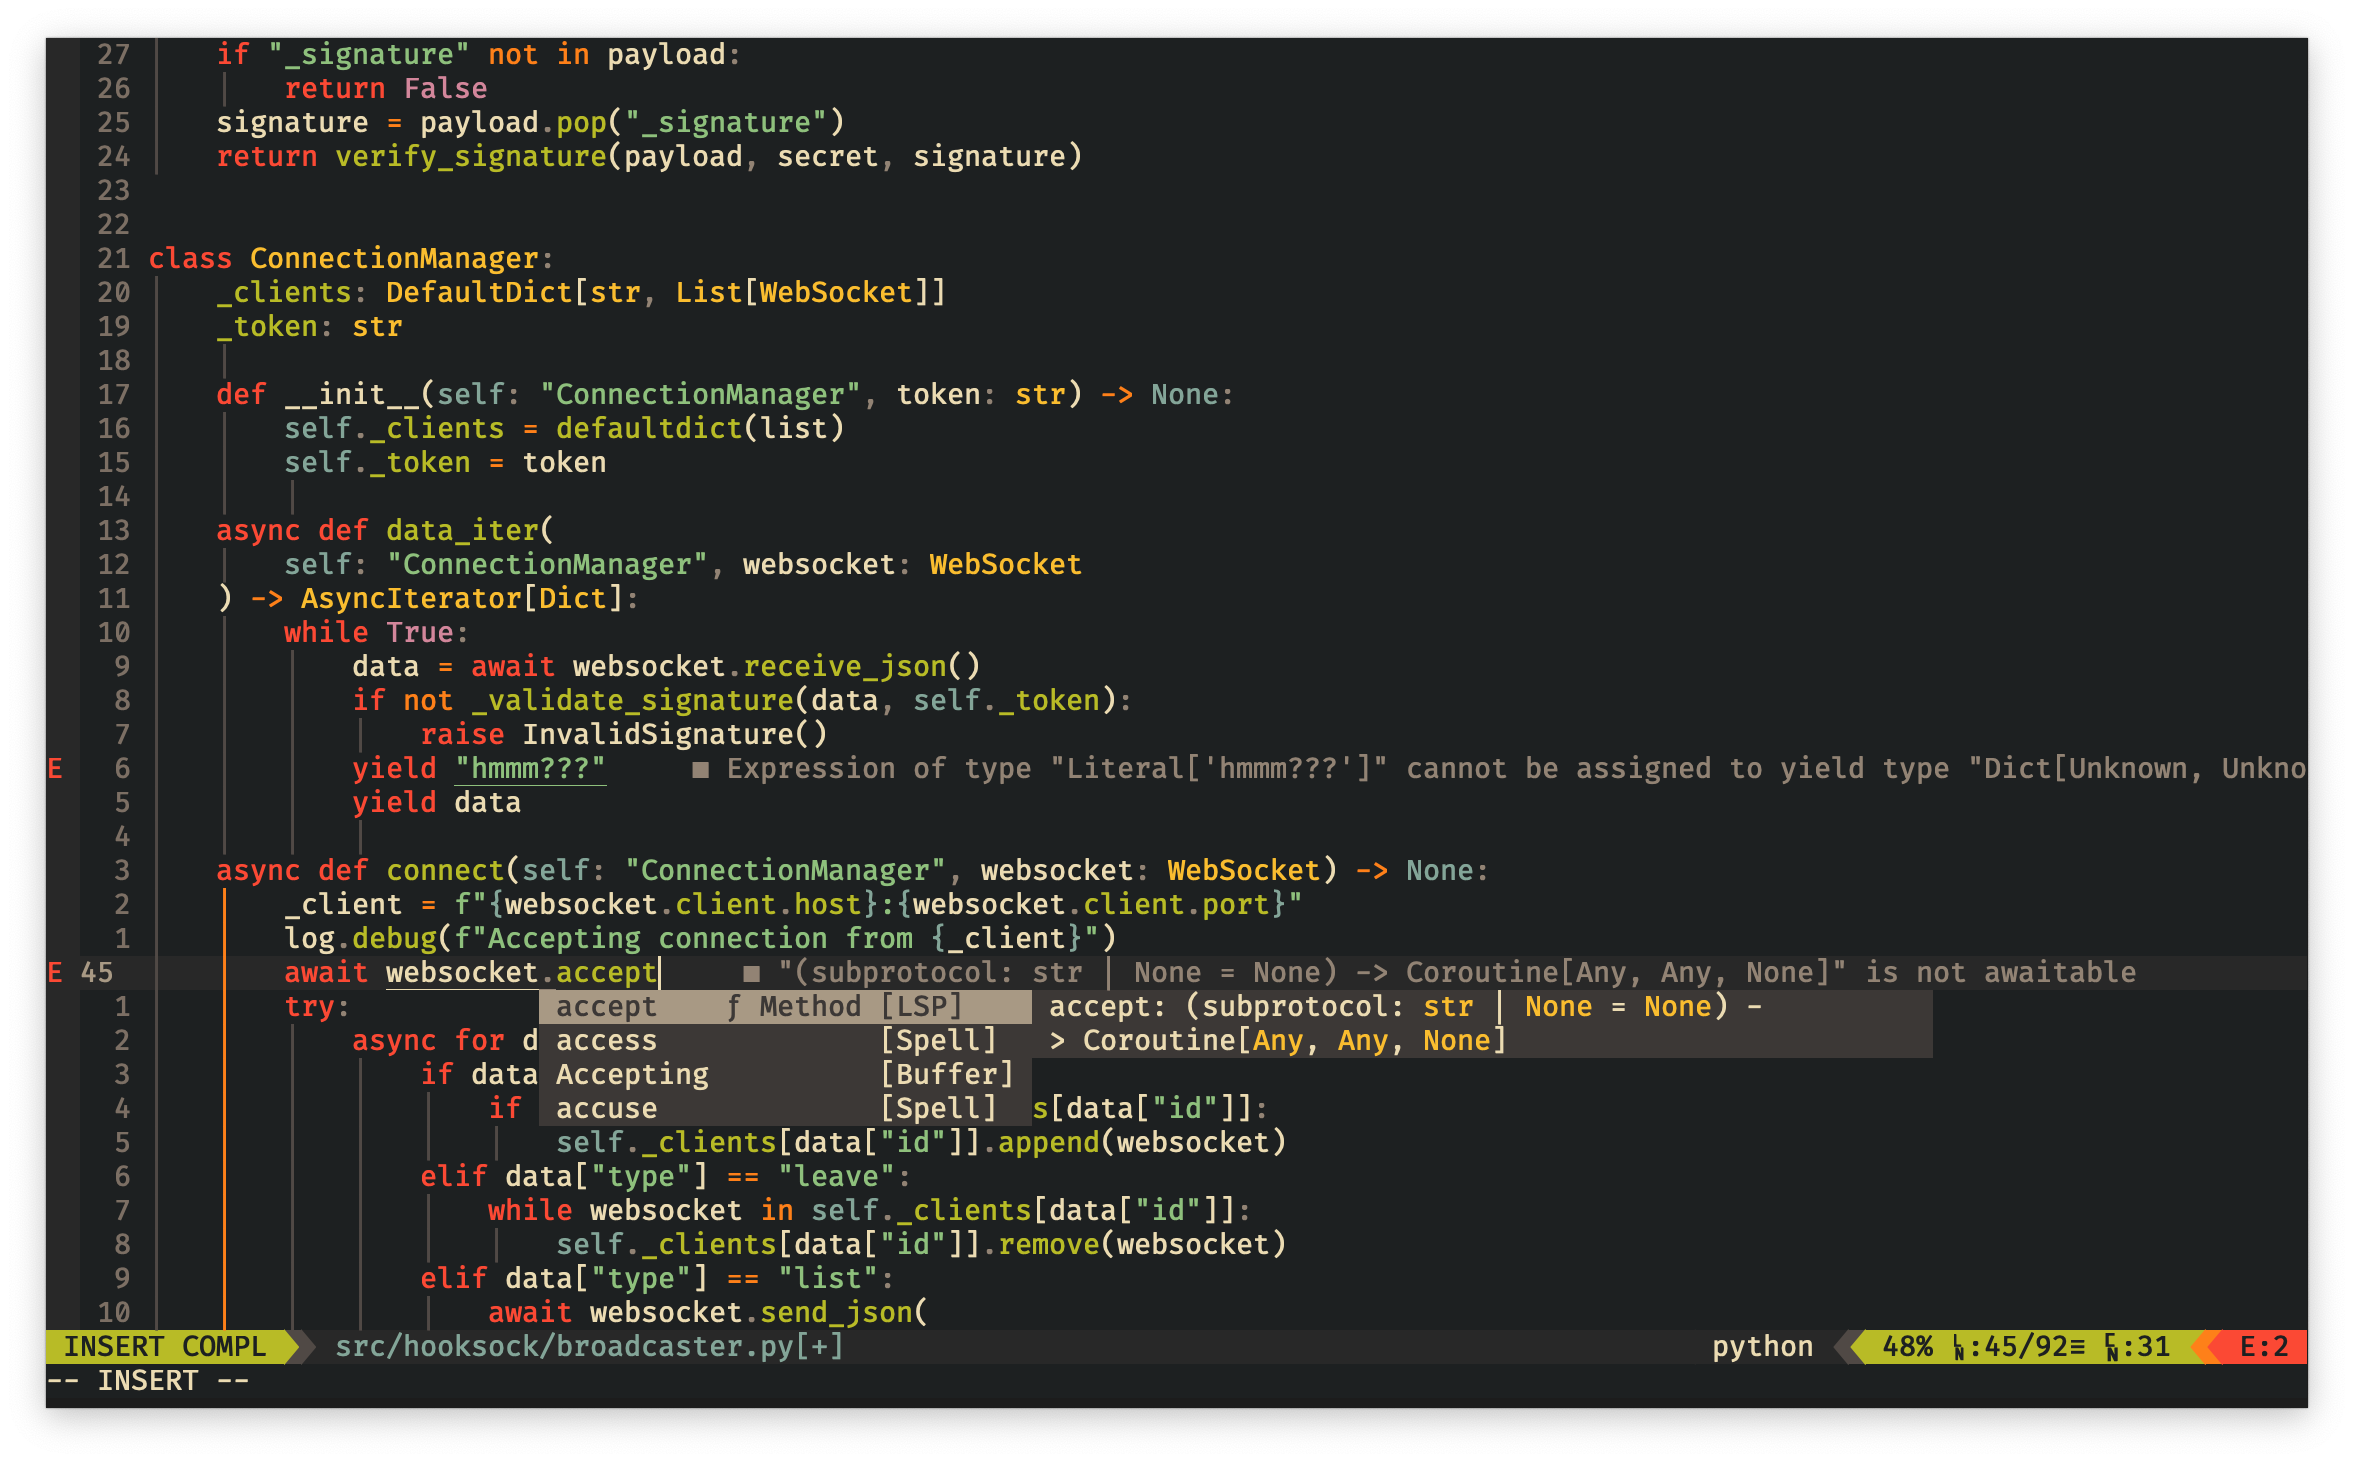 27 if "_signature" not in payload:
26 return False
25 signature = payload.pop("_signature")
24 return verify_signature(payload, secret, signature)
23
22
21 class ConnectionManager:
20 _clients: DefaultDict[str, List[WebSocket]]
19 _token: str
18
17 def __init__(self: "ConnectionManager", token: str) -> None:
16 self._clients = defaultdict(list)
15 self._token = token
14
13 async def data_iter(
12 self: "ConnectionManager", websocket: WebSocket
11 ) -> AsyncIterator[Dict]:
10 while True:
9 data = await websocket.receive_json()
8 if not _validate_signature(data, self._token):
7 raise InvalidSignature()
E 6 yield "hmmm???" ■ Expression of type "Literal['hmmm???']" cannot be assigned to yield type "Dict[Unknown, Unkno
5 yield data
4
3 async def connect(self: "ConnectionManager", websocket: WebSocket) -> None:
2 _client = f"{websocket.client.host}:{websocket.client.port}"
1 log.debug(f"Accepting connection from {_client}")
E 45 await websocket.accept ■ "(subprotocol: str | None = None) -> Coroutine[Any, Any, None]" is not awaitable
1 try: accept ƒ Method [LSP] accept: (subprotocol: str | None = None) -
2 async for d access [Spell] > Coroutine[Any, Any, None]
3 if data Accepting [Buffer]
4 if accuse [Spell] s[data["id"]]:
5 self._clients[data["id"]].append(websocket)
6 elif data["type"] == "leave":
7 while websocket in self._clients[data["id"]]:
8 self._clients[data["id"]].remove(websocket)
9 elif data["type"] == "list":
10 await websocket.send_json(
INSERT COMPL src/hooksock/broadcaster.py[+] python 48% LN:45/92≡ CN:31 E:2
-- INSERT --